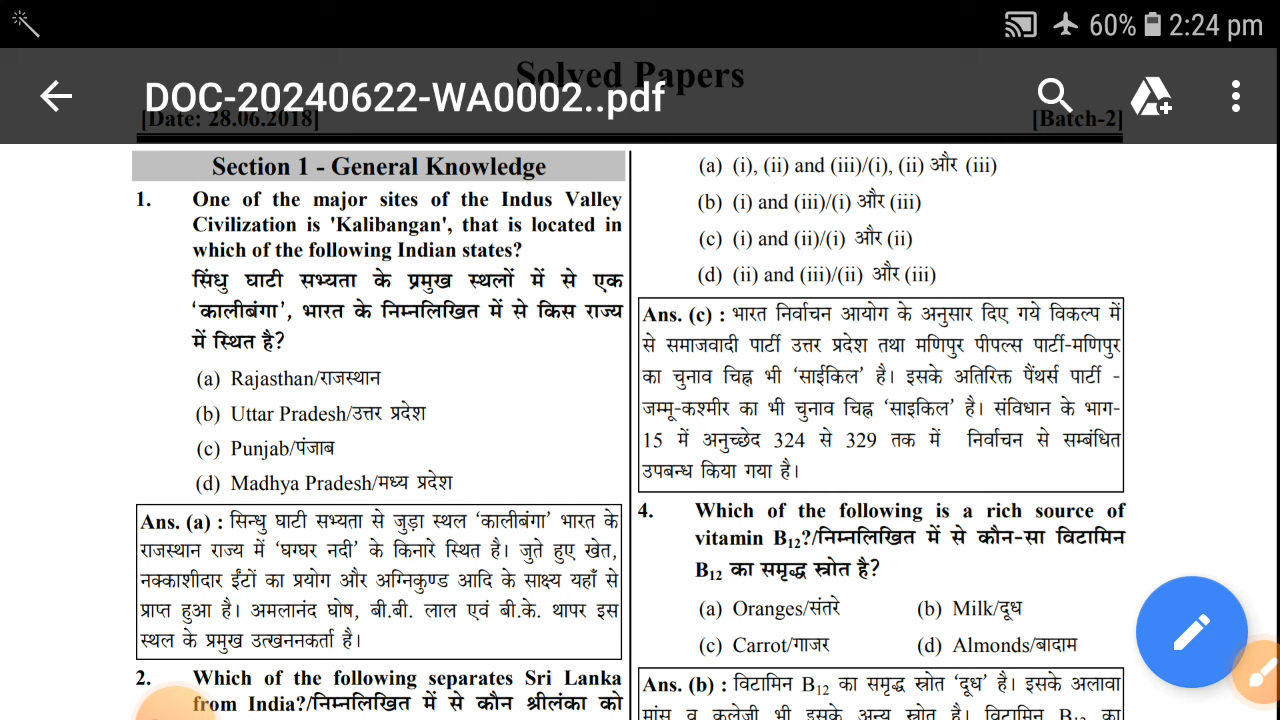 60% 2:24 pm
Solved Papers
DOC-20240622-WA0002..pdf
[Date: 28.06.2018] [Batch-2]
Section 1 - General Knowledge
1. One of the major sites of the Indus Valley
Civilization is 'Kalibangan', that is located in
which of the following Indian states?
सिंधु घाटी सभ्यता के प्रमुख स्थलों में से एक
‘कालीबंगा’, भारत के निम्नलिखित में से किस राज्य
में स्थित है?
(a) Rajasthan/राजस्थान
(b) Uttar Pradesh/उत्तर प्रदेश
(c) Punjab/पंजाब
(d) Madhya Pradesh/मध्य प्रदेश
Ans. (a) : सिन्धु घाटी सभ्यता से जुड़ा स्थल ‘कालीबंगा’ भारत के
राजस्थान राज्य में ‘घग्घर नदी’ के किनारे स्थित है। जुते हुए खेत,
नक्काशीदार ईंटों का प्रयोग और अग्निकुण्ड आदि के साक्ष्य यहाँ से
प्राप्त हुआ है। अमलानंद घोष, बी.बी. लाल एवं बी.के. थापर इस
स्थल के प्रमुख उत्खननकर्ता है।
2. Which of the following separates Sri Lanka
from India?/निम्नलिखित में से कौन श्रीलंका को
(a) (i), (ii) and (iii)/(i), (ii) और (iii)
(b) (i) and (iii)/(i) और (iii)
(c) (i) and (ii)/(i) और (ii)
(d) (ii) and (iii)/(ii) और (iii)
Ans. (c) : भारत निर्वाचन आयोग के अनुसार दिए गये विकल्प में
से समाजवादी पार्टी उत्तर प्रदेश तथा मणिपुर पीपल्स पार्टी-मणिपुर
का चुनाव चिह्न भी ‘साईकिल’ है। इसके अतिरिक्त पैंथर्स पार्टी -
जम्मू-कश्मीर का भी चुनाव चिह्न ‘साइकिल’ है। संविधान के भाग-
15 में अनुच्छेद 324 से 329 तक में निर्वाचन से सम्बंधित
उपबन्ध किया गया है।
4. Which of the following is a rich source of
vitamin B12?/निम्नलिखित में से कौन-सा विटामिन
B12 का समृद्ध स्त्रोत है?
(a) Oranges/संतरे (b) Milk/दूध
(c) Carrot/गाजर (d) Almonds/बादाम
Ans. (b) : विटामिन B12 का समृद्ध स्त्रोत ‘दूध’ है। इसके अलावा
मांस व कलेजी भी इसके अन्य स्त्रोत है। विटामिन B12 का